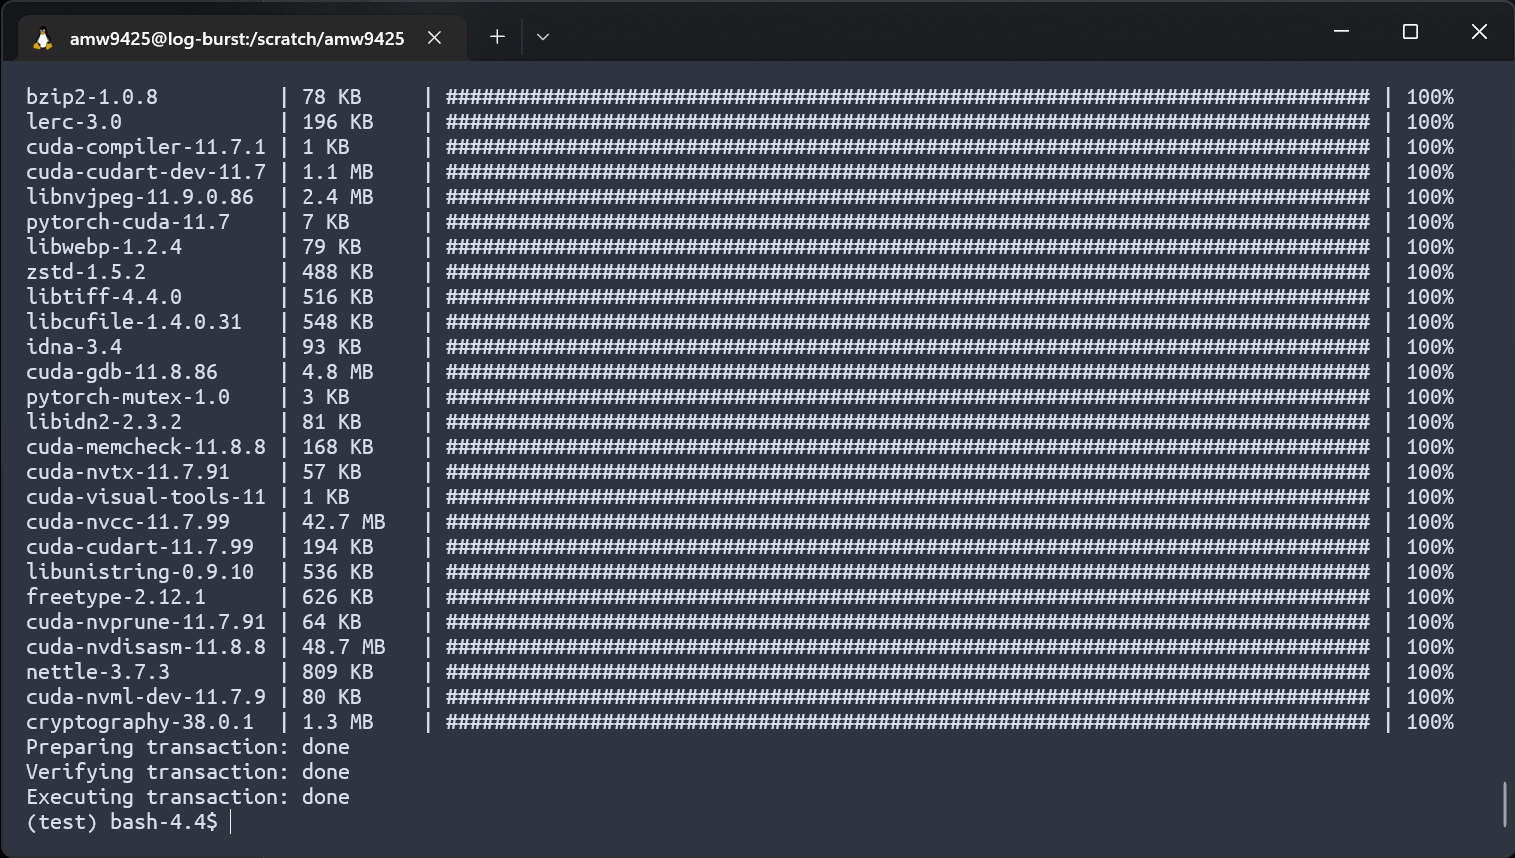 amw9425@log-burst:/scratch/amw9425
bzip2-1.0.8          | 78 KB     | ############################################################################# | 100%
lerc-3.0             | 196 KB    | ############################################################################# | 100%
cuda-compiler-11.7.1 | 1 KB      | ############################################################################# | 100%
cuda-cudart-dev-11.7 | 1.1 MB    | ############################################################################# | 100%
libnvjpeg-11.9.0.86  | 2.4 MB    | ############################################################################# | 100%
pytorch-cuda-11.7    | 7 KB      | ############################################################################# | 100%
libwebp-1.2.4        | 79 KB     | ############################################################################# | 100%
zstd-1.5.2           | 488 KB    | ############################################################################# | 100%
libtiff-4.4.0        | 516 KB    | ############################################################################# | 100%
libcufile-1.4.0.31   | 548 KB    | ############################################################################# | 100%
idna-3.4             | 93 KB     | ############################################################################# | 100%
cuda-gdb-11.8.86     | 4.8 MB    | ############################################################################# | 100%
pytorch-mutex-1.0    | 3 KB      | ############################################################################# | 100%
libidn2-2.3.2        | 81 KB     | ############################################################################# | 100%
cuda-memcheck-11.8.8 | 168 KB    | ############################################################################# | 100%
cuda-nvtx-11.7.91    | 57 KB     | ############################################################################# | 100%
cuda-visual-tools-11 | 1 KB      | ############################################################################# | 100%
cuda-nvcc-11.7.99    | 42.7 MB   | ############################################################################# | 100%
cuda-cudart-11.7.99  | 194 KB    | ############################################################################# | 100%
libunistring-0.9.10  | 536 KB    | ############################################################################# | 100%
freetype-2.12.1      | 626 KB    | ############################################################################# | 100%
cuda-nvprune-11.7.91 | 64 KB     | ############################################################################# | 100%
cuda-nvdisasm-11.8.8 | 48.7 MB   | ############################################################################# | 100%
nettle-3.7.3         | 809 KB    | ############################################################################# | 100%
cuda-nvml-dev-11.7.9 | 80 KB     | ############################################################################# | 100%
cryptography-38.0.1  | 1.3 MB    | ############################################################################# | 100%
Preparing transaction: done
Verifying transaction: done
Executing transaction: done
(test) bash-4.4$